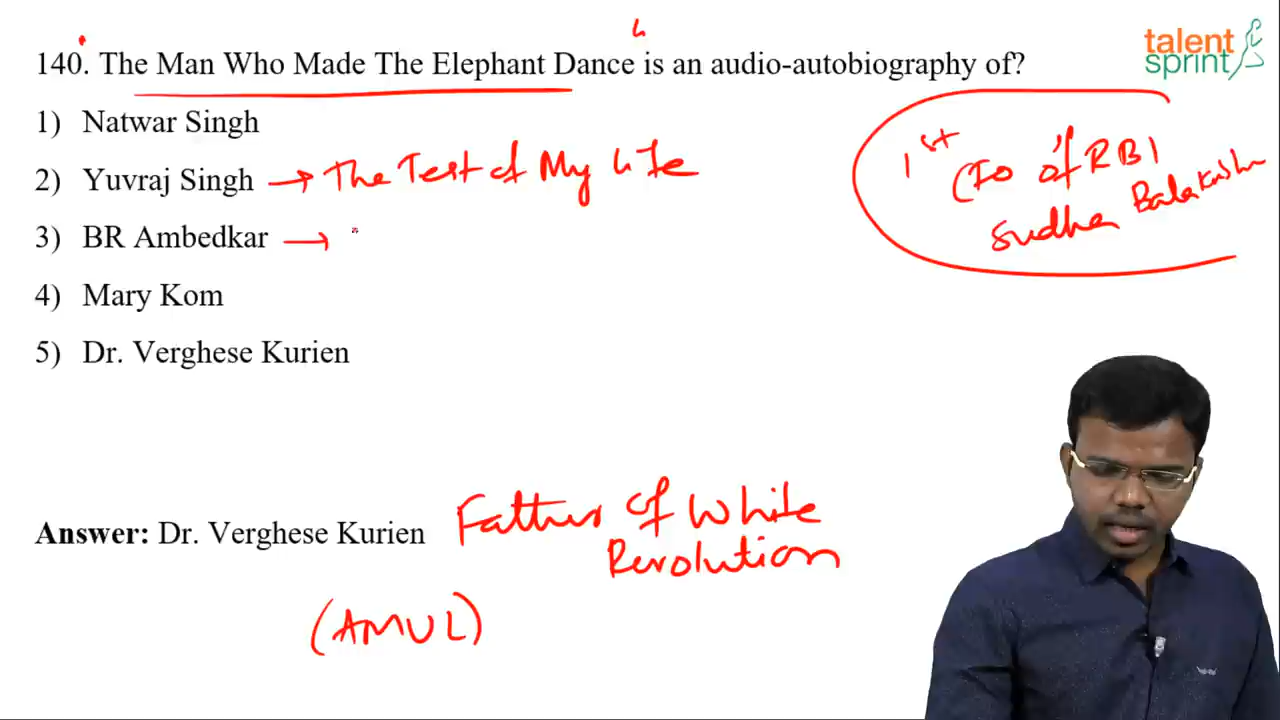 talent
sprint
140. The Man Who Made The Elephant Dance is an audio-autobiography of?
1) Natwar Singh
2) Yuvraj Singh → The Test of My Life
3) BR Ambedkar →
4) Mary Kom
5) Dr. Verghese Kurien
1st CFO of RBI
Sudha
Answer: Dr. Verghese Kurien
Father of White
Revolution
(AMUL)